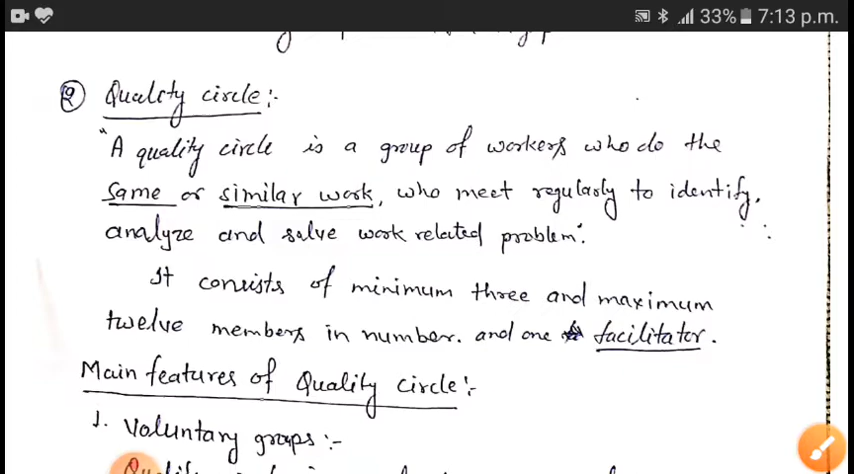 33% 7:13 p.m.
2 Quality circle :-
"A quality circle is a group of workers who do the
same or similar work, who meet regularly to identify,
analyze and solve work related problem".
It consists of minimum three and maximum
twelve members in number. and one facilitator.
Main features of Quality circle :-
1. Voluntary groups :-